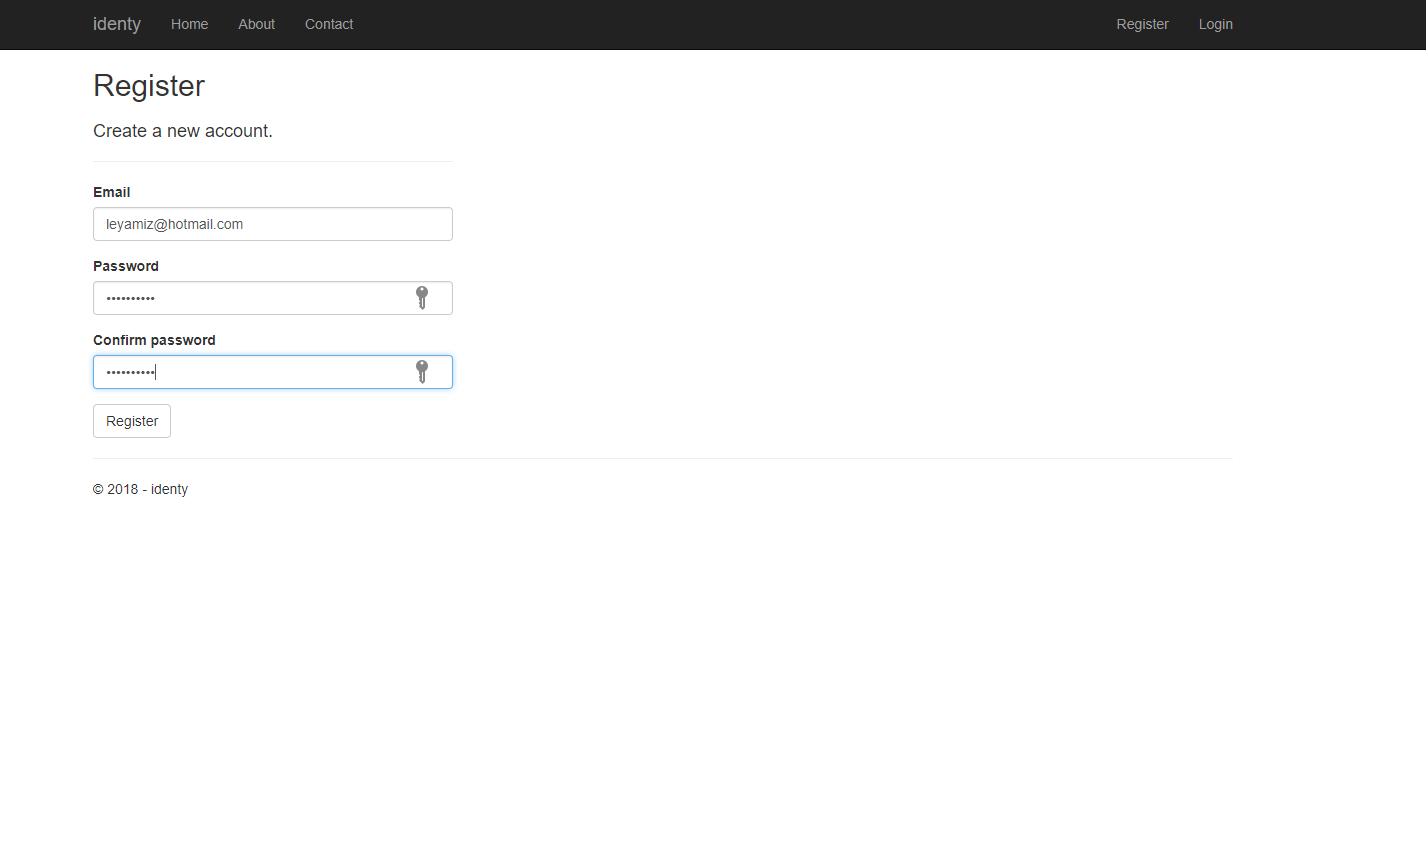 identy Home About Contact Register Login
Register
Create a new account.
Email
leyamiz@hotmail.com
Password
••••••••••
Confirm password
••••••••••
Register
© 2018 - identy